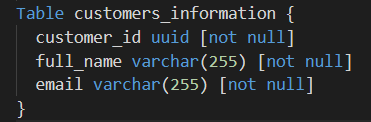 Table customers_information {
  customer_id uuid [not null]
  full_name varchar(255) [not null]
  email varchar(255) [not null]
}